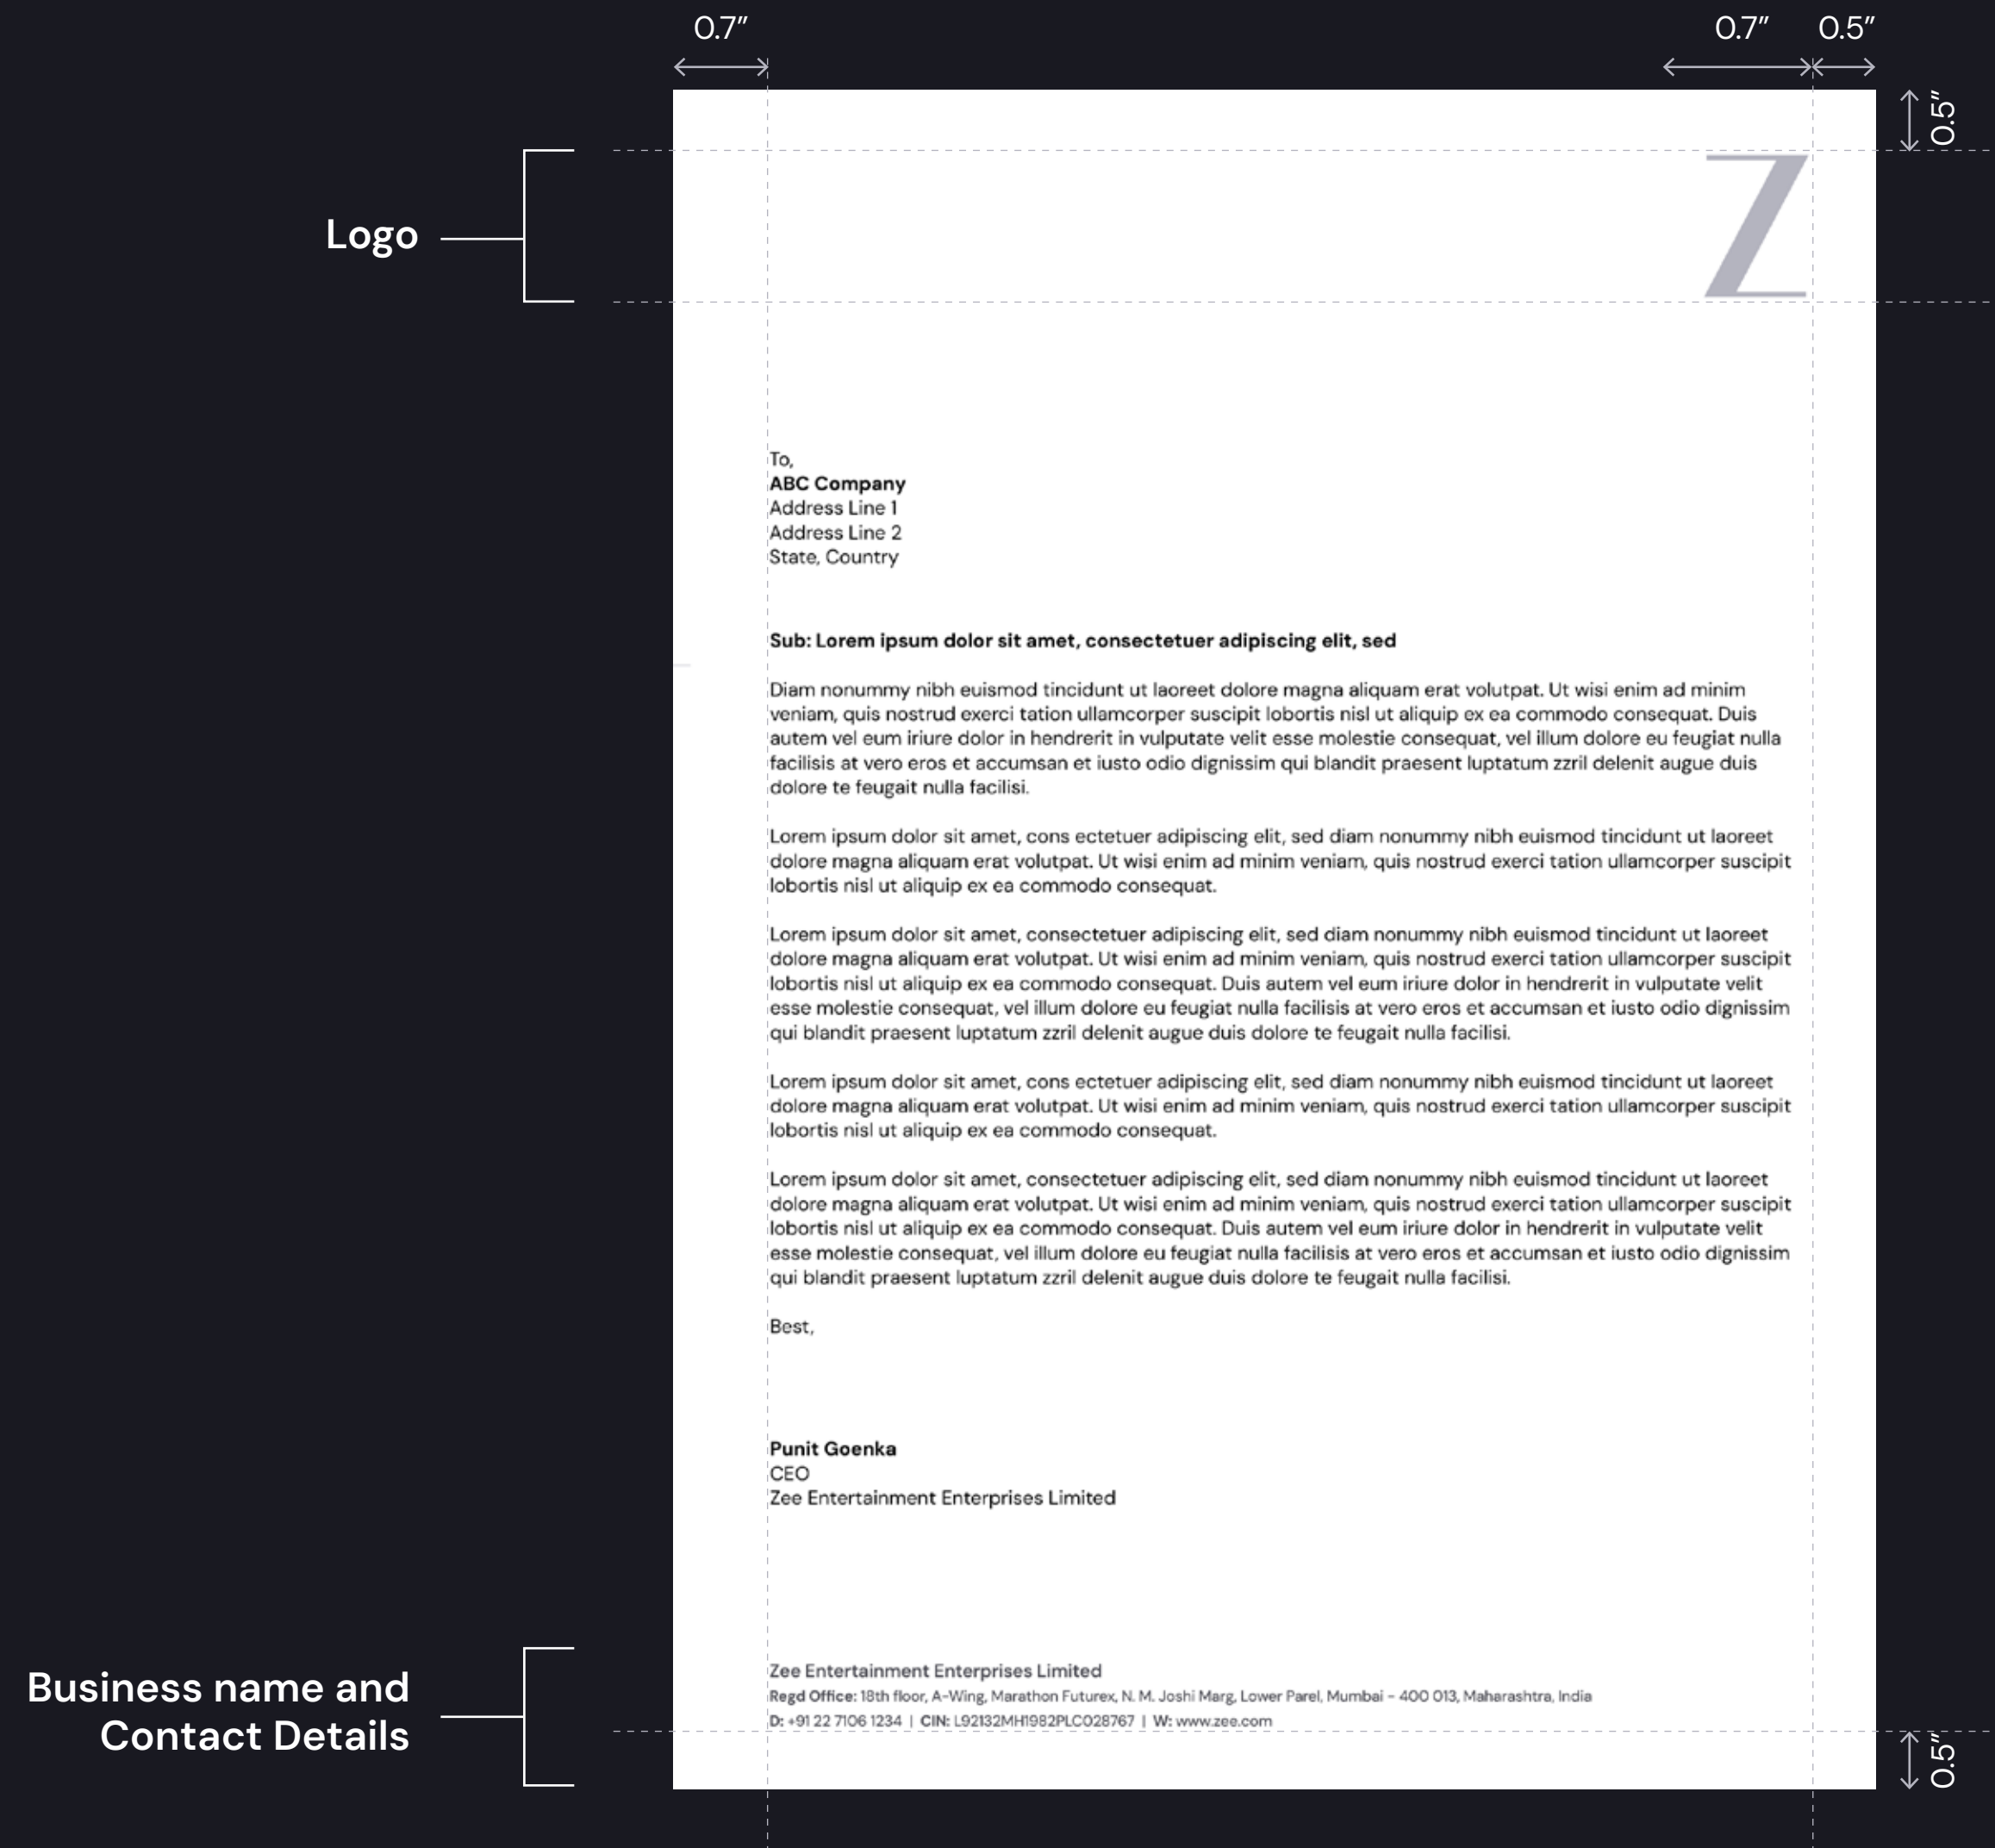 0.7”
0.7”
0.5”
0.5”
Logo
Z
To,
ABC Company
Address Line 1
Address Line 2
State, Country
Sub: Lorem ipsum dolor sit amet, consectetuer adipiscing elit, sed
Diam nonummy nibh euismod tincidunt ut laoreet dolore magna aliquam erat volutpat. Ut wisi enim ad minim
veniam, quis nostrud exerci tation ullamcorper suscipit lobortis nisl ut aliquip ex ea commodo consequat. Duis
autem vel eum iriure dolor in hendrerit in vulputate velit esse molestie consequat, vel illum dolore eu feugiat nulla
facilisis at vero eros et accumsan et iusto odio dignissim qui blandit praesent luptatum zzril delenit augue duis
dolore te feugait nulla facilisi.
Lorem ipsum dolor sit amet, cons ectetuer adipiscing elit, sed diam nonummy nibh euismod tincidunt ut laoreet
dolore magna aliquam erat volutpat. Ut wisi enim ad minim veniam, quis nostrud exerci tation ullamcorper suscipit
lobortis nisl ut aliquip ex ea commodo consequat.
Lorem ipsum dolor sit amet, consectetuer adipiscing elit, sed diam nonummy nibh euismod tincidunt ut laoreet
dolore magna aliquam erat volutpat. Ut wisi enim ad minim veniam, quis nostrud exerci tation ullamcorper suscipit
lobortis nisl ut aliquip ex ea commodo consequat. Duis autem vel eum iriure dolor in hendrerit in vulputate velit
esse molestie consequat, vel illum dolore eu feugiat nulla facilisis at vero eros et accumsan et iusto odio dignissim
qui blandit praesent luptatum zzril delenit augue duis dolore te feugait nulla facilisi.
Lorem ipsum dolor sit amet, cons ectetuer adipiscing elit, sed diam nonummy nibh euismod tincidunt ut laoreet
dolore magna aliquam erat volutpat. Ut wisi enim ad minim veniam, quis nostrud exerci tation ullamcorper suscipit
lobortis nisl ut aliquip ex ea commodo consequat.
Lorem ipsum dolor sit amet, consectetuer adipiscing elit, sed diam nonummy nibh euismod tincidunt ut laoreet
dolore magna aliquam erat volutpat. Ut wisi enim ad minim veniam, quis nostrud exerci tation ullamcorper suscipit
lobortis nisl ut aliquip ex ea commodo consequat. Duis autem vel eum iriure dolor in hendrerit in vulputate velit
esse molestie consequat, vel illum dolore eu feugiat nulla facilisis at vero eros et accumsan et iusto odio dignissim
qui blandit praesent luptatum zzril delenit augue duis dolore te feugait nulla facilisi.
Best,
Punit Goenka
CEO
Zee Entertainment Enterprises Limited
Business name and
Contact Details
Zee Entertainment Enterprises Limited
Regd Office: 18th floor, A-Wing, Marathon Futurex, N. M. Joshi Marg, Lower Parel, Mumbai - 400 013, Maharashtra, India
D: +91 22 7106 1234 | CIN: L92132MH1982PLC028767 | W: www.zee.com
0.5”